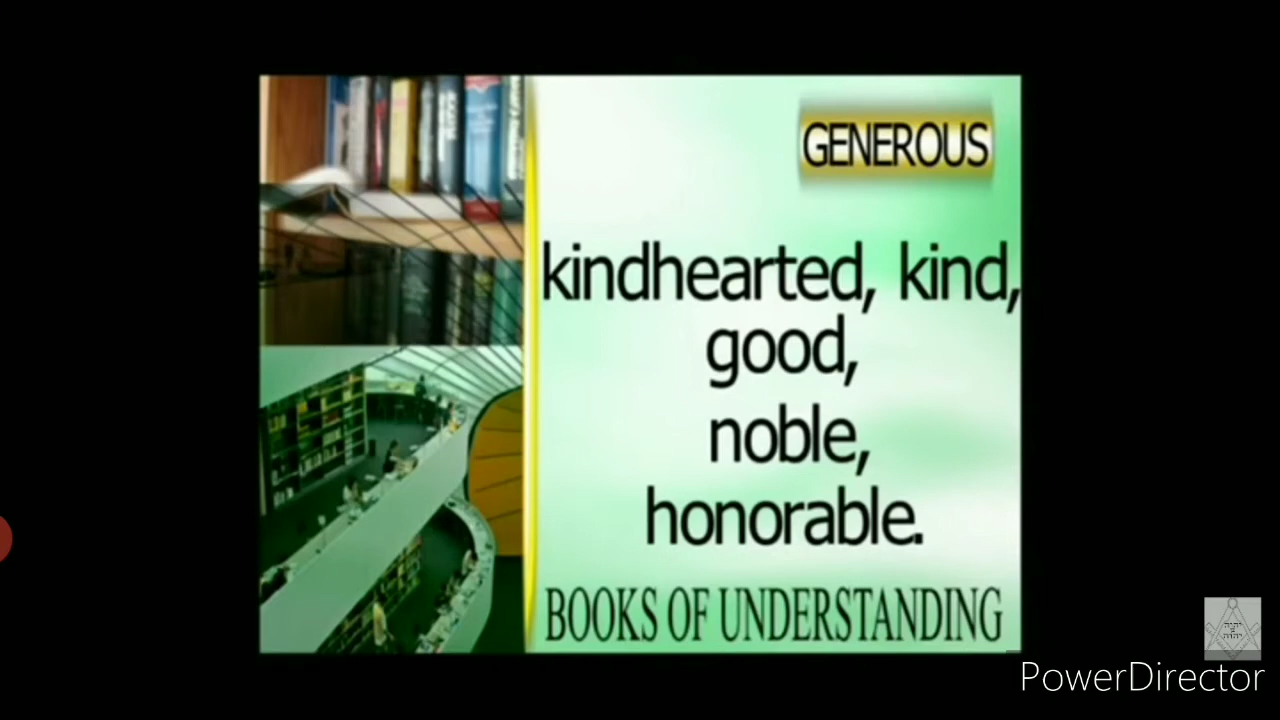 GENEROUS
kindhearted, kind,
good,
noble,
honorable.
BOOKS OF UNDERSTANDING
PowerDirector